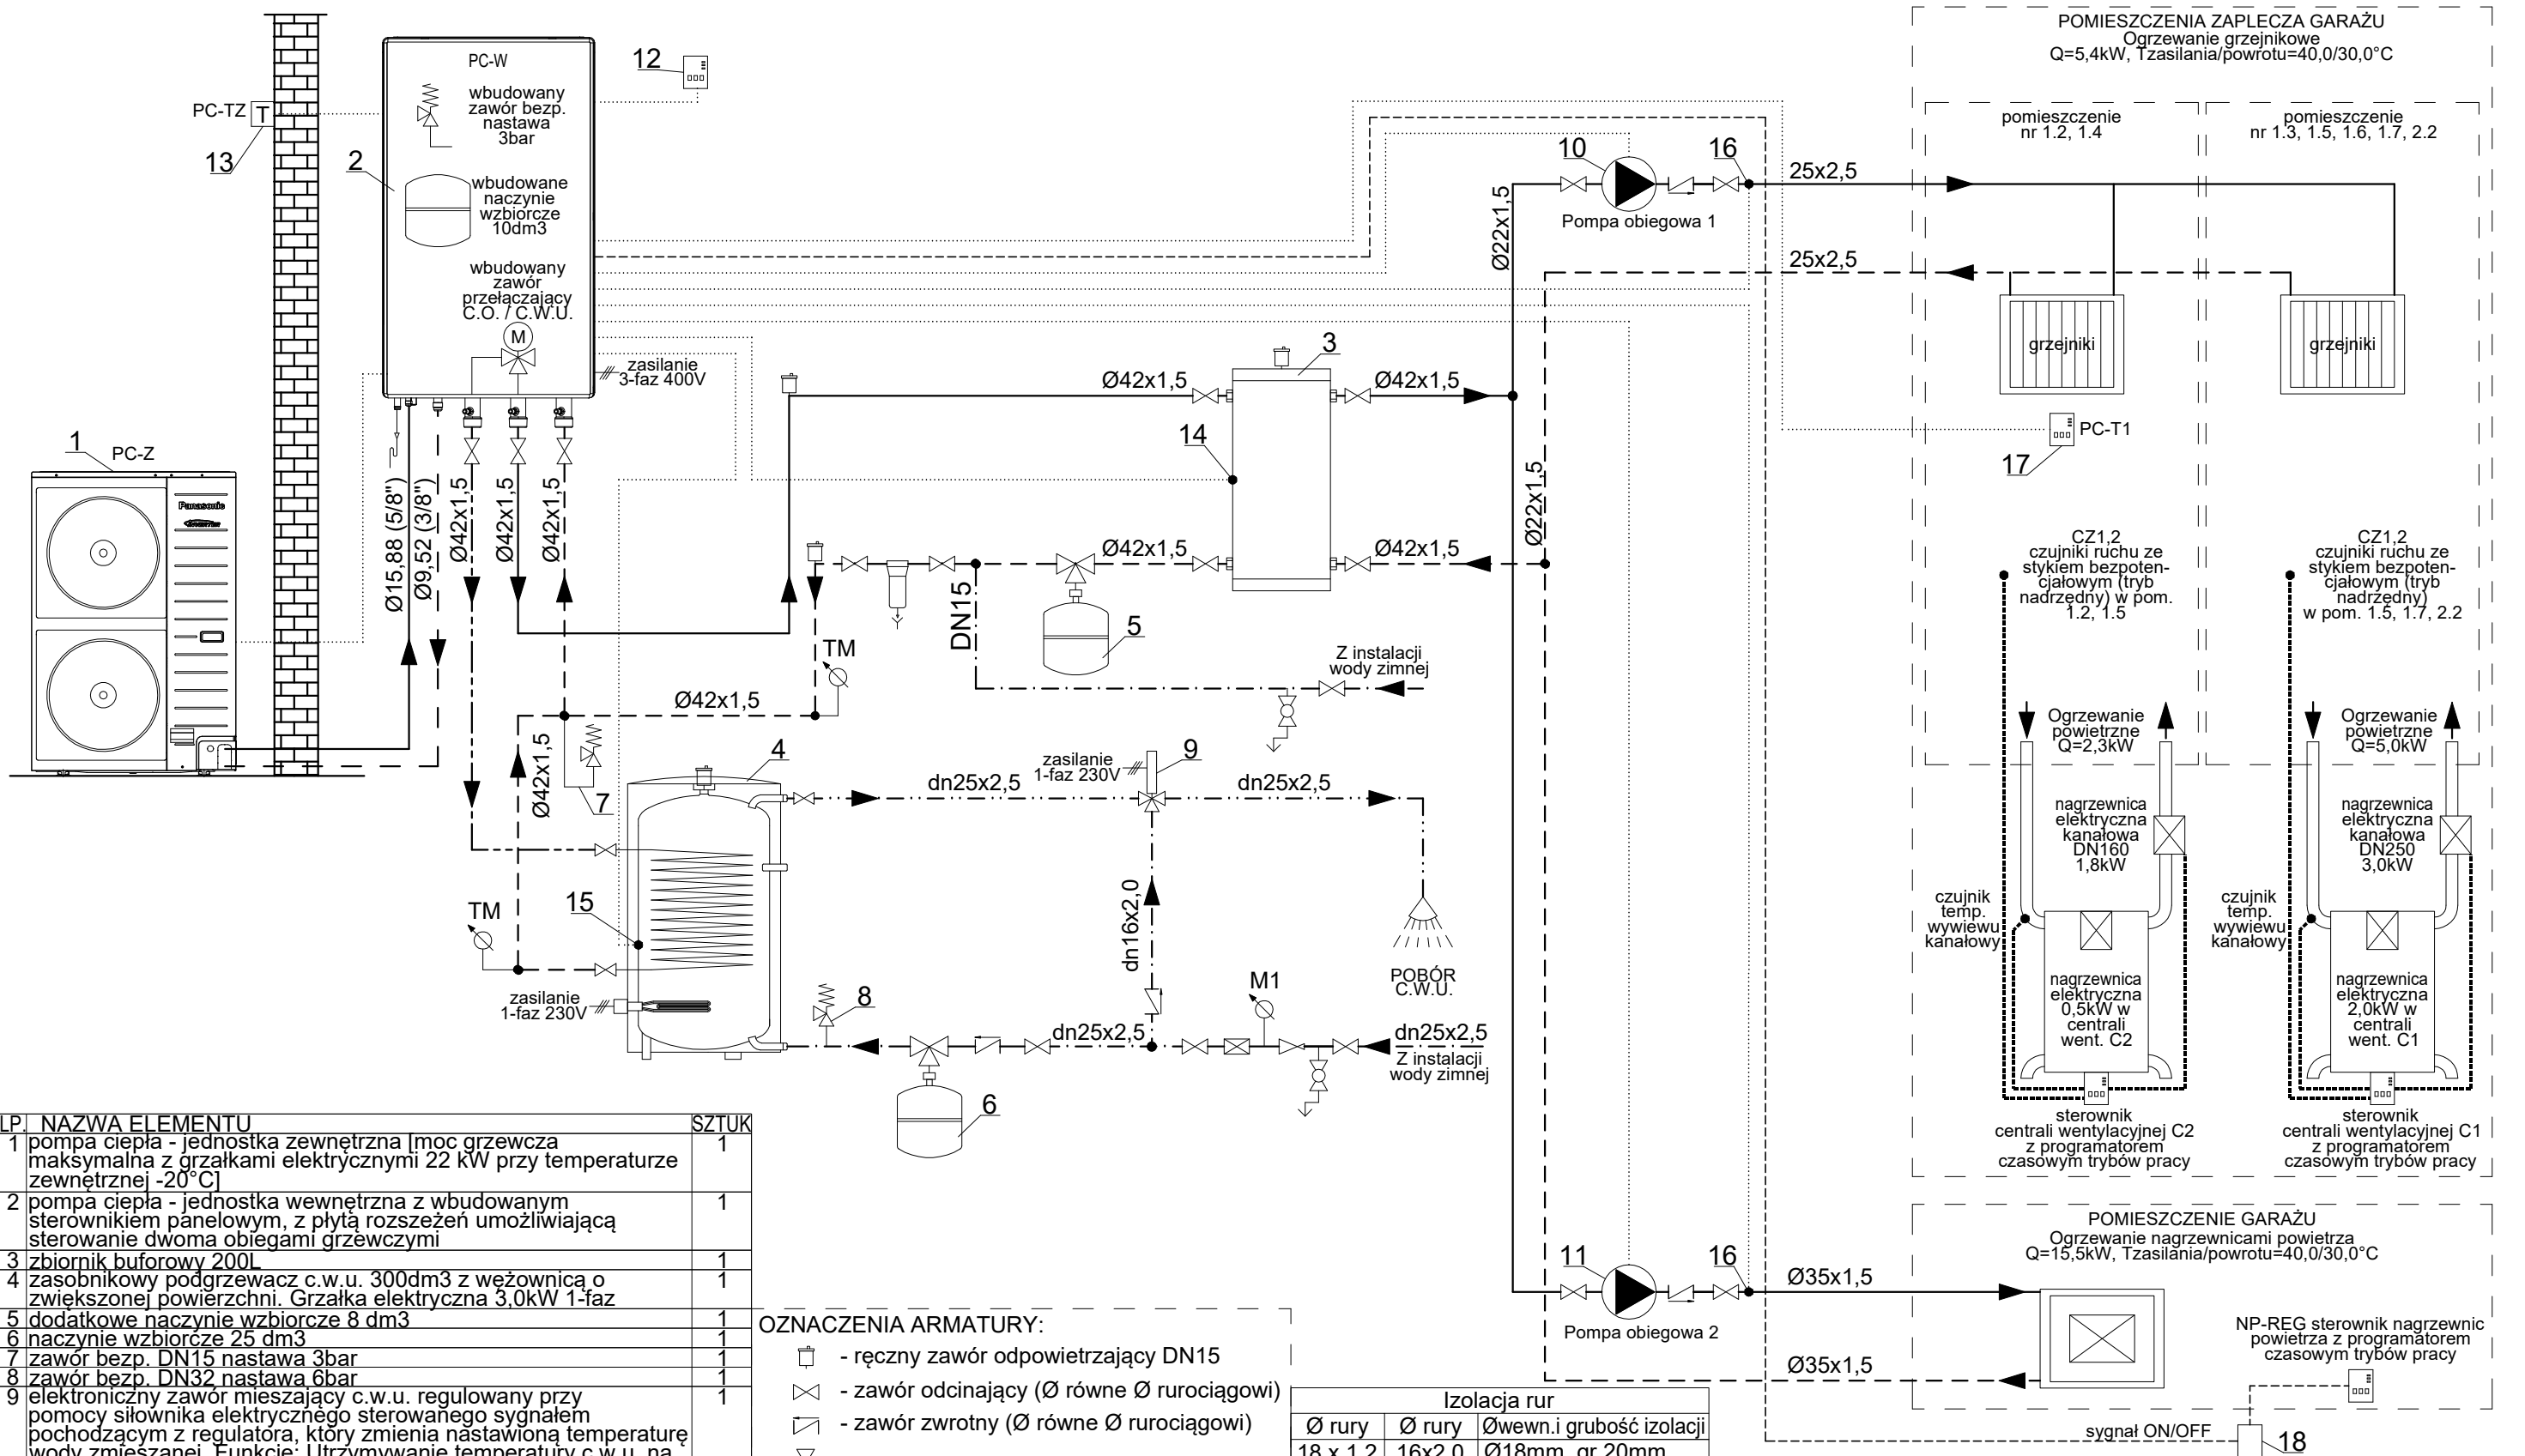 PC-W
wbudowany
zawór bezp.
nastawa
3bar
wbudowane
naczynie
wzbiorcze
10dm3
wbudowany
zawór
przełączający
C.O. / C.W.U.
M
PC-TZ
T
13
2
12
zasilanie
3-faz 400V
1
PC-Z
Panasonic
INVERTER
Ø15,88 (5/8")
Ø9,52 (3/8")
Ø42x1,5
Ø42x1,5
Ø42x1,5
Ø42x1,5
Ø42x1,5
3
14
Ø42x1,5
Ø42x1,5
DN15
5
TM
Z instalacji
wody zimnej
Ø42x1,5
Ø42x1,5
7
4
zasilanie
1-faz 230V
9
dn25x2,5
dn25x2,5
TM
15
dn16x2,0
POBÓR
C.W.U.
zasilanie
1-faz 230V
8
M1
dn25x2,5
dn25x2,5
Z instalacji
wody zimnej
6
10
16
Pompa obiegowa 1
Ø22x1,5
Ø22x1,5
25x2,5
25x2,5
11
16
Pompa obiegowa 2
Ø35x1,5
Ø35x1,5
POMIESZCZENIA ZAPLECZA GARAŻU
Ogrzewanie grzejnikowe
Q=5,4kW, Tzasilania/powrotu=40,0/30,0°C
pomieszczenie
nr 1.2, 1.4
pomieszczenie
nr 1.3, 1.5, 1.6, 1.7, 2.2
grzejniki
grzejniki
PC-T1
17
CZ1,2
czujniki ruchu ze
stykiem bezpoten-
cjałowym (tryb
nadrzędny) w pom.
1.2, 1.5
CZ1,2
czujniki ruchu ze
stykiem bezpoten-
cjałowym (tryb
nadrzędny)
w pom. 1.5, 1.7, 2.2
Ogrzewanie
powietrzne
Q=2,3kW
Ogrzewanie
powietrzne
Q=5,0kW
nagrzewnica
elektryczna
kanałowa
DN160
1,8kW
nagrzewnica
elektryczna
kanałowa
DN250
3,0kW
czujnik
temp.
wywiewu
kanałowy
czujnik
temp.
wywiewu
kanałowy
nagrzewnica
elektryczna
0,5kW w
centrali
went. C2
nagrzewnica
elektryczna
2,0kW w
centrali
went. C1
sterownik
centrali wentylacyjnej C2
z programatorem
czasowym trybów pracy
sterownik
centrali wentylacyjnej C1
z programatorem
czasowym trybów pracy
POMIESZCZENIE GARAŻU
Ogrzewanie nagrzewnicami powietrza
Q=15,5kW, Tzasilania/powrotu=40,0/30,0°C
NP-REG sterownik nagrzewnic
powietrza z programatorem
czasowym trybów pracy
sygnał ON/OFF
18
LP. NAZWA ELEMENTU SZTUK
1 pompa ciepła - jednostka zewnętrzna [moc grzewcza 1
maksymalna z grzałkami elektrycznymi 22 kW przy temperaturze
zewnętrznej -20°C]
2 pompa ciepła - jednostka wewnętrzna z wbudowanym 1
sterownikiem panelowym, z płytą rozszeżeń umożliwiającą
sterowanie dwoma obiegami grzewczymi
3 zbiornik buforowy 200L 1
4 zasobnikowy podgrzewacz c.w.u. 300dm3 z wężownicą o 1
zwiększonej powierzchni. Grzałka elektryczna 3,0kW 1-faz
5 dodatkowe naczynie wzbiorcze 8 dm3 1
6 naczynie wzbiorcze 25 dm3 1
7 zawór bezp. DN15 nastawa 3bar 1
8 zawór bezp. DN32 nastawa 6bar 1
9 elektroniczny zawór mieszający c.w.u. regulowany przy 1
pomocy siłownika elektrycznego sterowanego sygnałem
pochodzącym z regulatora, który zmienia nastawioną temperaturę
wody zmieszanej. Funkcje: Utrzymywanie temperatury c.w.u. na
OZNACZENIA ARMATURY:
- ręczny zawór odpowietrzający DN15
- zawór odcinający (Ø równe Ø rurociągowi)
- zawór zwrotny (Ø równe Ø rurociągowi)
Izolacja rur
Ø rury Ø rury Øwewn.i grubość izolacji
18 x 1,2 16x2,0 Ø18mm, gr.20mm